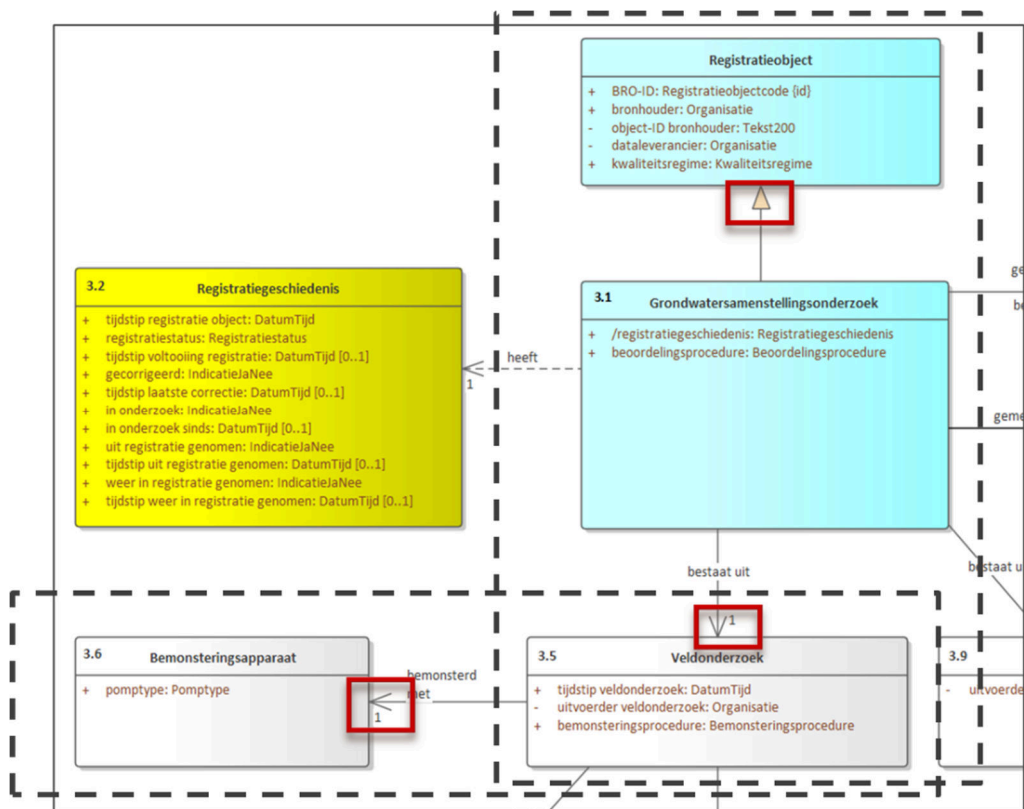 Registratieobject
+ BRO-ID: Registratieobjectcode {id}
+ bronhouder: Organisatie
- object-ID bronhouder: Tekst200
- dataleverancier: Organisatie
+ kwaliteitsregime: Kwaliteitsregime
3.2 Registratiegeschiedenis
+ tijdstip registratie object: DatumTijd
+ registratiestatus: Registratiestatus
+ tijdstip voltooiing registratie: DatumTijd [0..1]
+ gecorrigeerd: IndicatieJaNee
+ tijdstip laatste correctie: DatumTijd [0..1]
+ in onderzoek: IndicatieJaNee
+ in onderzoek sinds: DatumTijd [0..1]
+ uit registratie genomen: IndicatieJaNee
+ tijdstip uit registratie genomen: DatumTijd [0..1]
+ weer in registratie genomen: IndicatieJaNee
+ tijdstip weer in registratie genomen: DatumTijd [0..1]
heeft
1
3.1 Grondwatersamenstellingsonderzoek
+ /registratiegeschiedenis: Registratiegeschiedenis
+ beoordelingsprocedure: Beoordelingsprocedure
ge
be
geme
bestaat uit
1
bestaat u
3.6 Bemonsteringsapparaat
+ pomptype: Pomptype
bemonsterd
met
1
3.5 Veldonderzoek
+ tijdstip veldonderzoek: DatumTijd
- uitvoerder veldonderzoek: Organisatie
+ bemonsteringsprocedure: Bemonsteringsprocedure
3.9
- uitvoerde